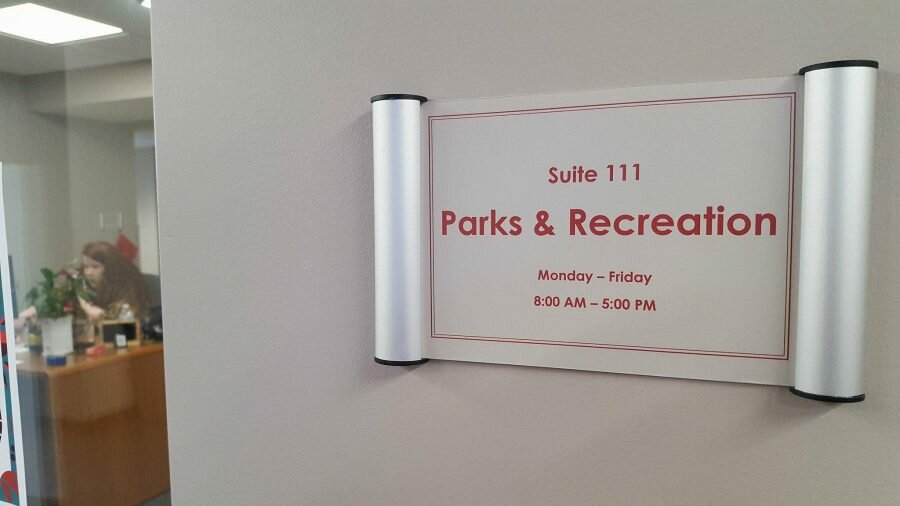 Suite 111
Parks & Recreation
Monday – Friday
8:00 AM – 5:00 PM